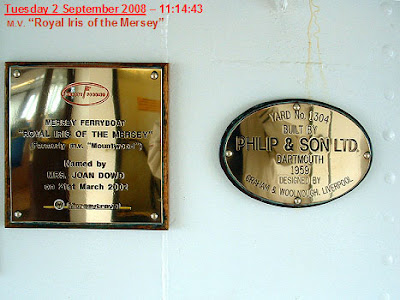 Tuesday 2 September 2008 – 11:14:43
M.V. “Royal Iris of the Mersey”
MERSEY FERRYBOAT
"ROYAL IRIS OF THE MERSEY"
(Formerly m.v. "Mountwood")
Named by
MRS. JOAN DOWD
on 21st March 2002
Merseytravel
YARD No. 1304
BUILT BY
PHILIP & SON LTD.
DARTMOUTH
1959
DESIGNED BY
GRAHAM & WOOLNOUGH, LIVERPOOL